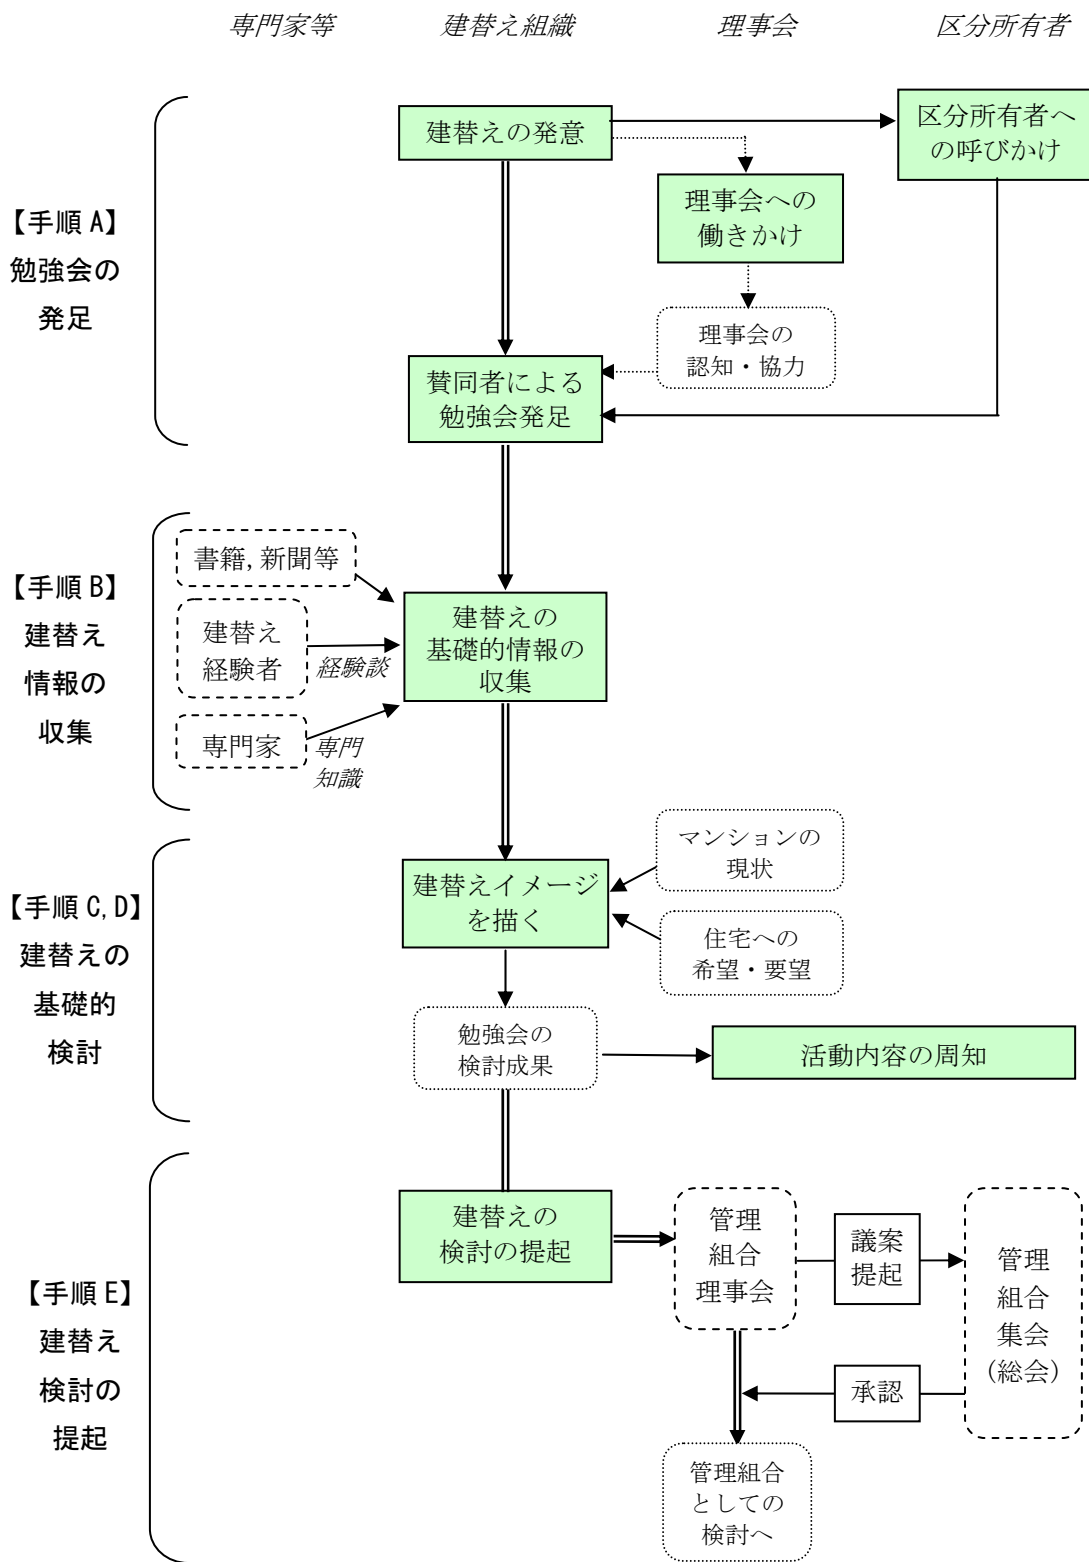 専門家等
建替え組織
理事会
区分所有者
【手順 A】
勉強会の
発足
建替えの発意
区分所有者へ
の呼びかけ
理事会への
働きかけ
理事会の
認知・協力
賛同者による
勉強会発足
【手順 B】
建替え
情報の
収集
書籍, 新聞等
建替え
経験者
経験談
専門家
専門
知識
建替えの
基礎的情報の
収集
【手順 C, D】
建替えの
基礎的
検討
マンションの
現状
建替えイメージ
を描く
住宅への
希望・要望
勉強会の
検討成果
活動内容の周知
【手順 E】
建替え
検討の
提起
建替えの
検討の提起
管理
組合
理事会
議案
提起
管理
組合
集会
(総会)
承認
管理組合
としての
検討へ